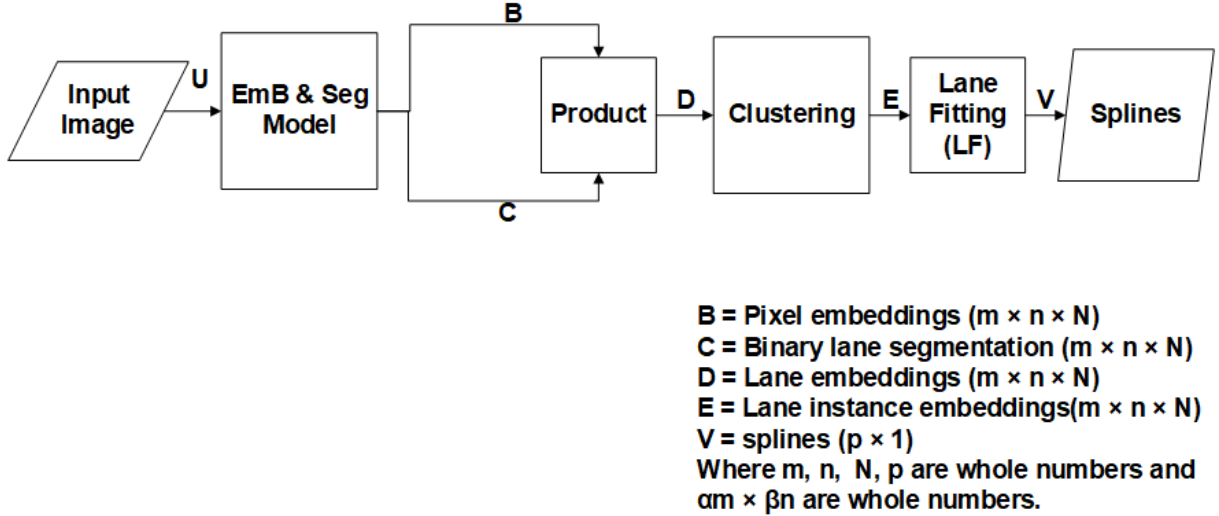 B
U
Input
Image
EmB & Seg
Model
Product
D
Clustering
E
Lane
Fitting
(LF)
V
Splines
C
B = Pixel embeddings (m × n × N)
C = Binary lane segmentation (m × n × N)
D = Lane embeddings (m × n × N)
E = Lane instance embeddings(m × n × N)
V = splines (p × 1)
Where m, n,  N, p are whole numbers and
αm × βn are whole numbers.